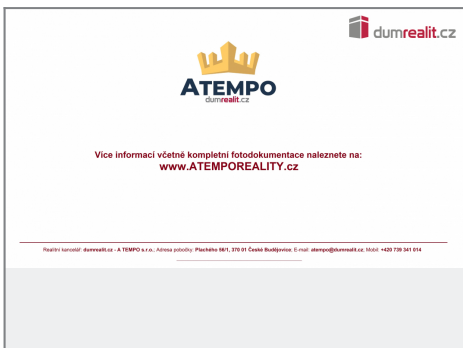 dumrealit.cz
ATEMPO
dumrealit.cz
Více informací včetně kompletní fotodokumentace naleznete na:
www.ATEMPOREALITY.cz
Realitní kancelář: dumrealit.cz - A TEMPO s.r.o.; Adresa pobočky: Plachého 56/1, 370 01 České Budějovice; E-mail: atempo@dumrealit.cz; Mobil: +420 739 341 014